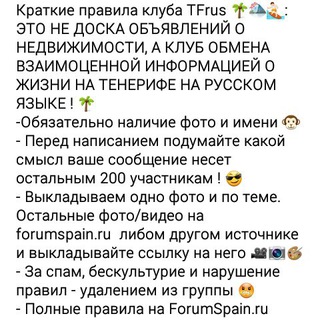 Краткие правила клуба TFrus 🌴🏔️🏄:
ЭТО НЕ ДОСКА ОБЪЯВЛЕНИЙ О
НЕДВИЖИМОСТИ, А КЛУБ ОБМЕНА
ВЗАИМОЦЕННОЙ ИНФОРМАЦИЕЙ О
ЖИЗНИ НА ТЕНЕРИФЕ НА РУССКОМ
ЯЗЫКЕ ! 🌴
-Обязательно наличие фото и имени 🐵
- Перед написанием подумайте какой
смысл ваше сообщение несет
остальным 200 участникам ! 😎
- Выкладываем одно фото и по теме.
Остальные фото/видео на
forumspain.ru либом другом источнике
и выкладывайте ссылку на него 🎥📷🎨
- За спам, бескультурие и нарушение
правил - удалением из группы 😬
- Полные правила на ForumSpain.ru